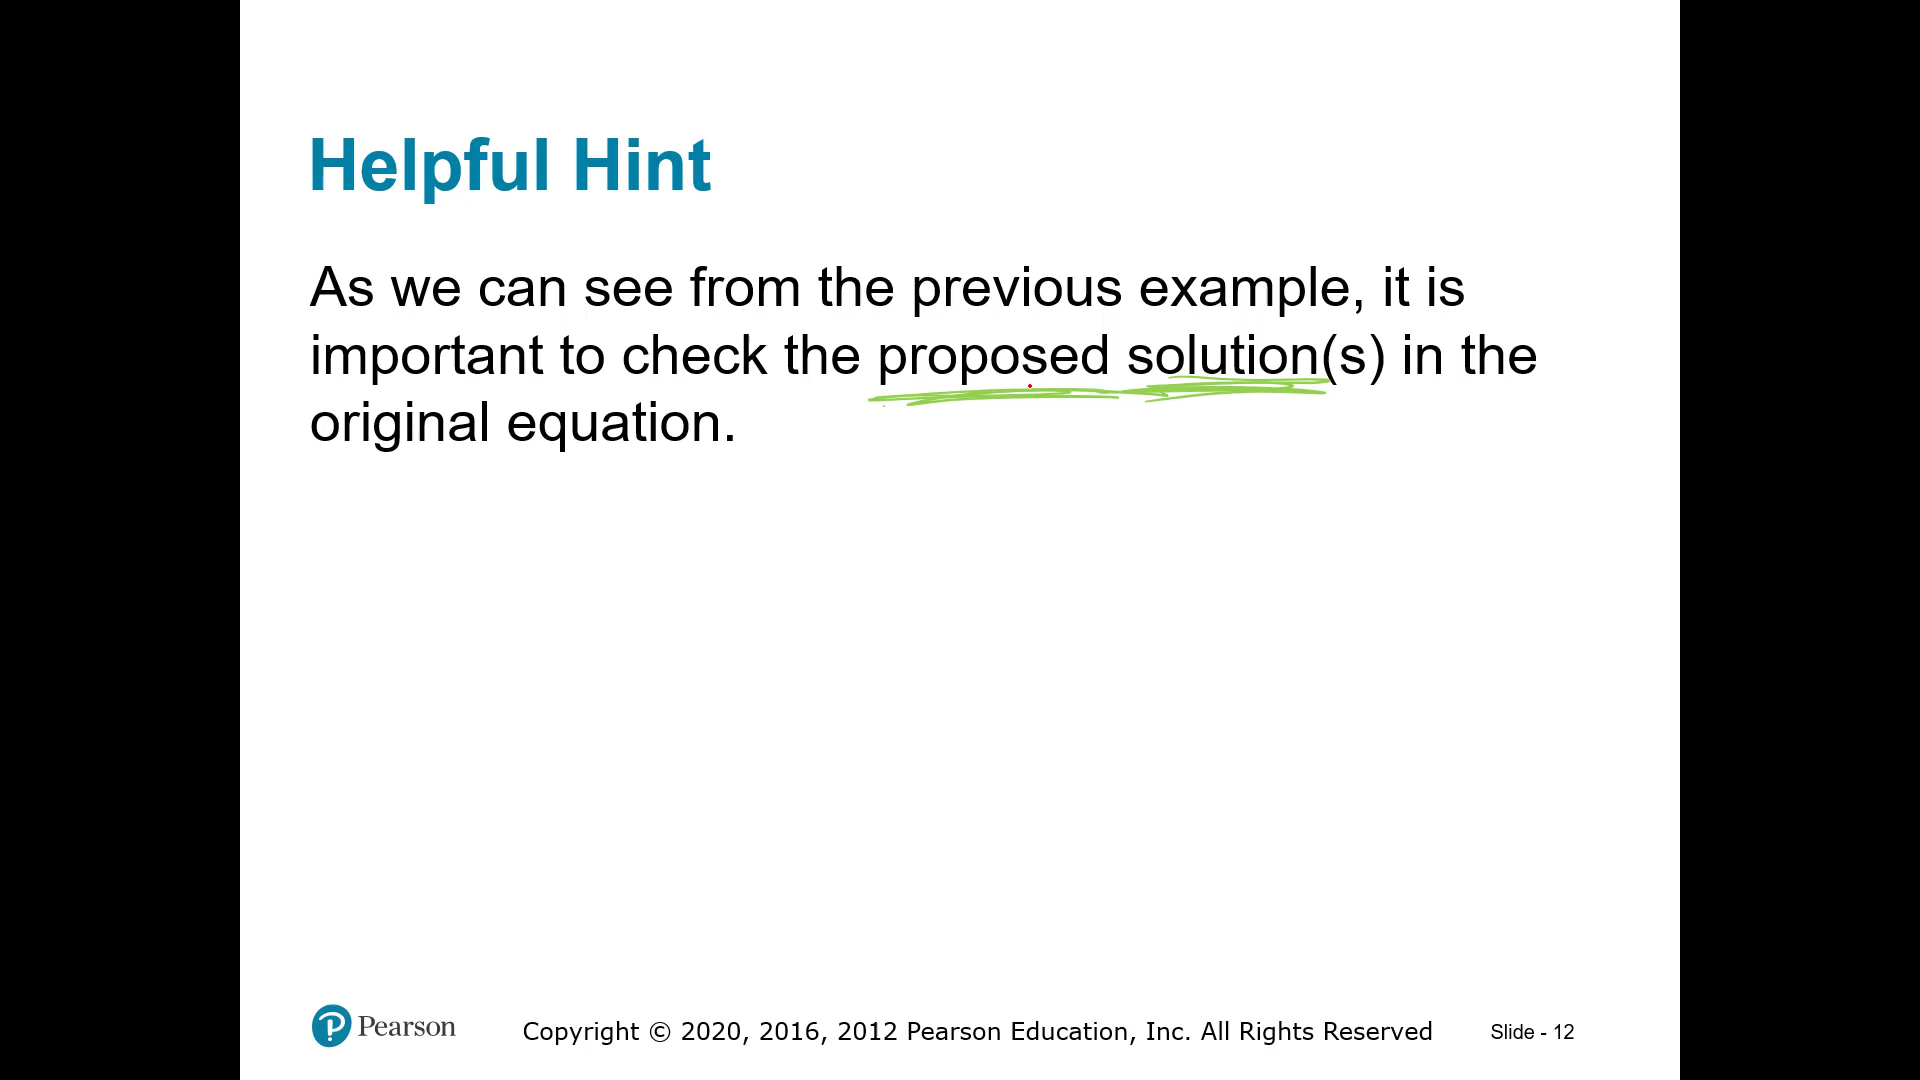 Helpful Hint
As we can see from the previous example, it is
important to check the proposed solution(s) in the
original equation.
Pearson
Copyright © 2020, 2016, 2012 Pearson Education, Inc. All Rights Reserved
Slide - 12